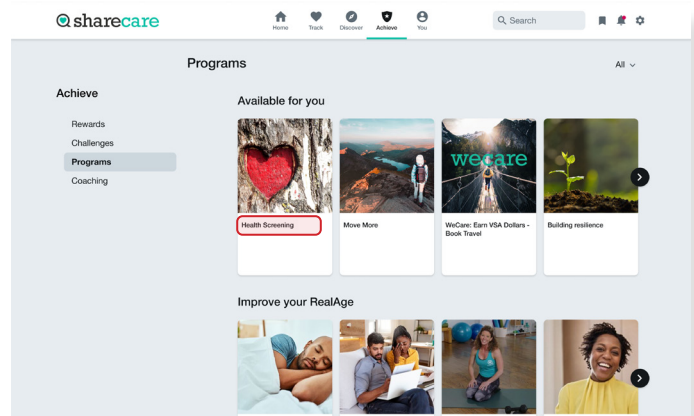 sharecare
Home
Track
Discover
Achieve
You
Search
Programs
All
Achieve
Rewards
Challenges
Programs
Coaching
Available for you
wecare
Health Screening
Move More
WeCare: Earn VSA Dollars -
Book Travel
Building resilience
Improve your RealAge